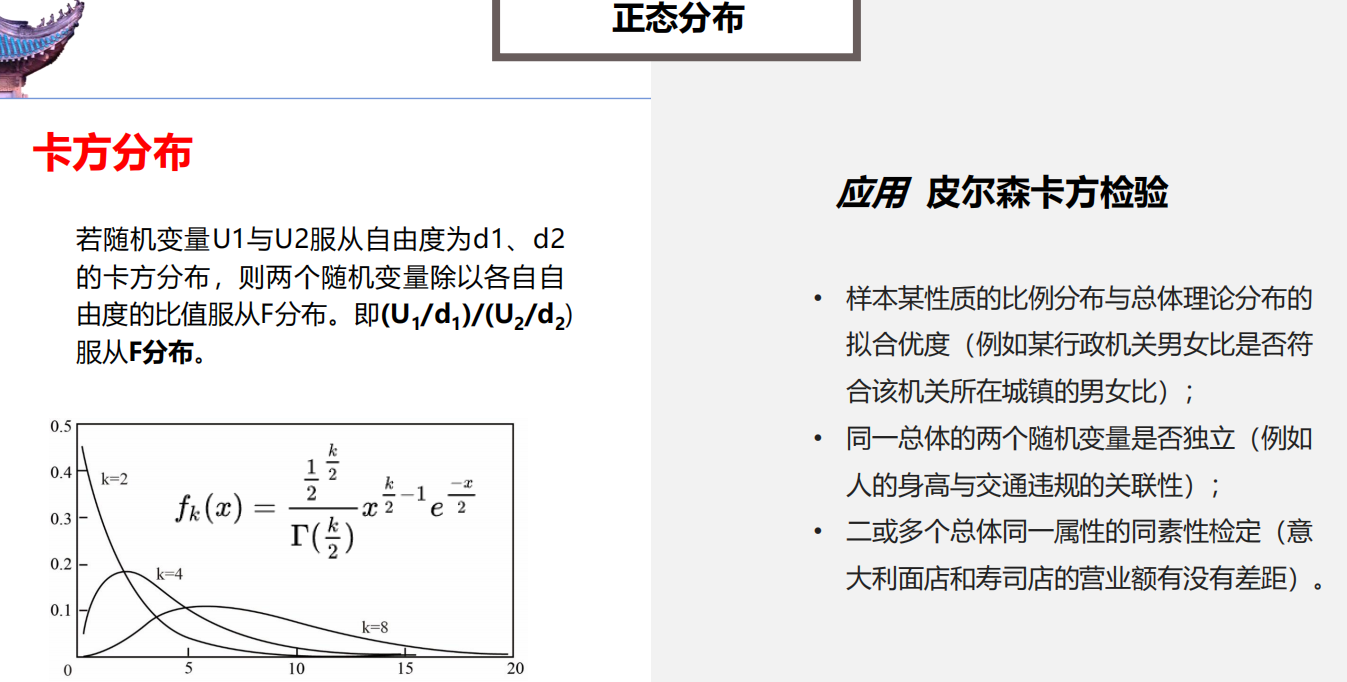 正态分布
卡方分布
若随机变量U1与U2服从自由度为d1、d2
的卡方分布，则两个随机变量除以各自自
由度的比值服从F分布。即(U₁/d₁)/(U₂/d₂)
服从F分布。
0.5
0.4
0.3
0.2
0.1
0
5
10
15
20
k=2
k=4
k=8
fₖ(x) = \frac{\frac{1}{2}^{\frac{k}{2}}}{Γ(\frac{k}{2})} x^{\frac{k}{2}-1} e^{\frac{-x}{2}}
应用 皮尔森卡方检验
• 样本某性质的比例分布与总体理论分布的
拟合优度（例如某行政机关男女比是否符
合该机关所在城镇的男女比）；
• 同一总体的两个随机变量是否独立（例如
人的身高与交通违规的关联性）；
• 二或多个总体同一属性的同素性检定（意
大利面店和寿司店的营业额有没有差距）。